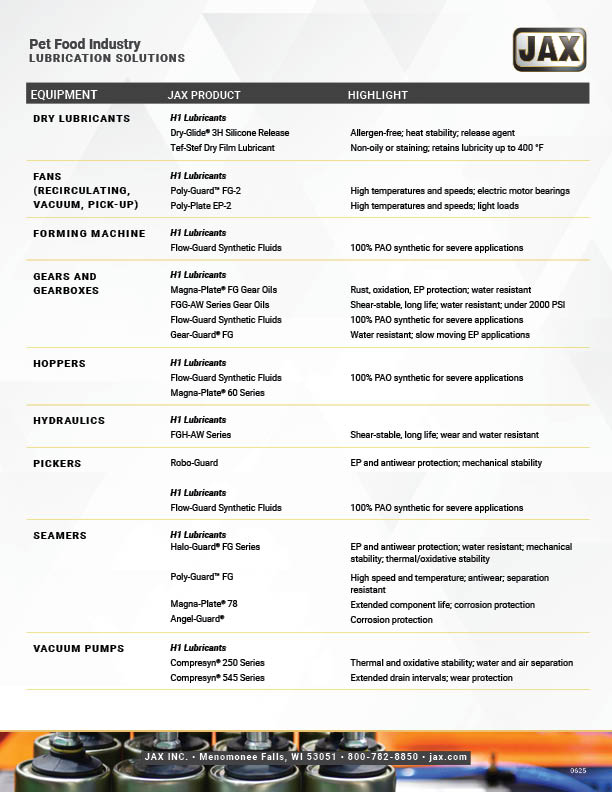 Pet Food Industry
LUBRICATION SOLUTIONS
JAX
EQUIPMENT JAX PRODUCT HIGHLIGHT
DRY LUBRICANTS H1 Lubricants
Dry-Glide® 3H Silicone Release Allergen-free; heat stability; release agent
Tef-Stef Dry Film Lubricant Non-oily or staining; retains lubricity up to 400 °F
FANS H1 Lubricants
(RECIRCULATING, Poly-Guard™ FG-2 High temperatures and speeds; electric motor bearings
VACUUM, PICK-UP) Poly-Plate EP-2 High temperatures and speeds; light loads
FORMING MACHINE H1 Lubricants
Flow-Guard Synthetic Fluids 100% PAO synthetic for severe applications
GEARS AND H1 Lubricants
GEARBOXES Magna-Plate® FG Gear Oils Rust, oxidation, EP protection; water resistant
FGG-AW Series Gear Oils Shear-stable, long life; water resistant; under 2000 PSI
Flow-Guard Synthetic Fluids 100% PAO synthetic for severe applications
Gear-Guard® FG Water resistant; slow moving EP applications
HOPPERS H1 Lubricants
Flow-Guard Synthetic Fluids 100% PAO synthetic for severe applications
Magna-Plate® 60 Series
HYDRAULICS H1 Lubricants
FGH-AW Series Shear-stable, long life; wear and water resistant
PICKERS Robo-Guard EP and antiwear protection; mechanical stability
H1 Lubricants
Flow-Guard Synthetic Fluids 100% PAO synthetic for severe applications
SEAMERS H1 Lubricants
Halo-Guard® FG Series EP and antiwear protection; water resistant; mechanical
stability; thermal/oxidative stability
Poly-Guard™ FG High speed and temperature; antiwear; separation
resistant
Magna-Plate® 78 Extended component life; corrosion protection
Angel-Guard® Corrosion protection
VACUUM PUMPS H1 Lubricants
Compresyn® 250 Series Thermal and oxidative stability; water and air separation
Compresyn® 545 Series Extended drain intervals; wear protection
JAX INC. • Menomonee Falls, WI 53051 • 800-782-8850 • jax.com
0625